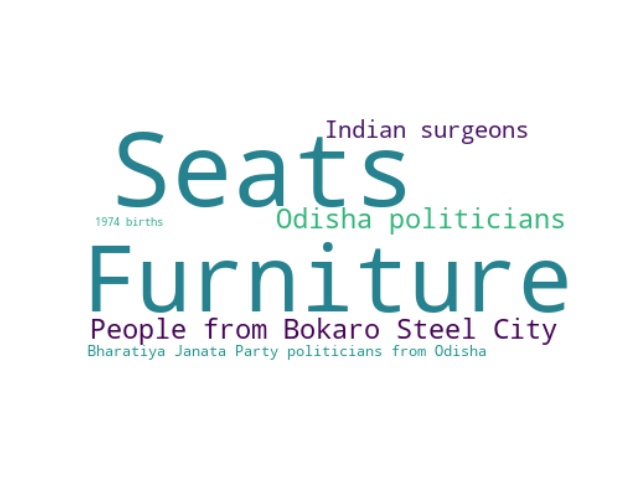 Indian surgeons
Seats
Odisha politicians
1974 births
Furniture
People from Bokaro Steel City
Bharatiya Janata Party politicians from Odisha